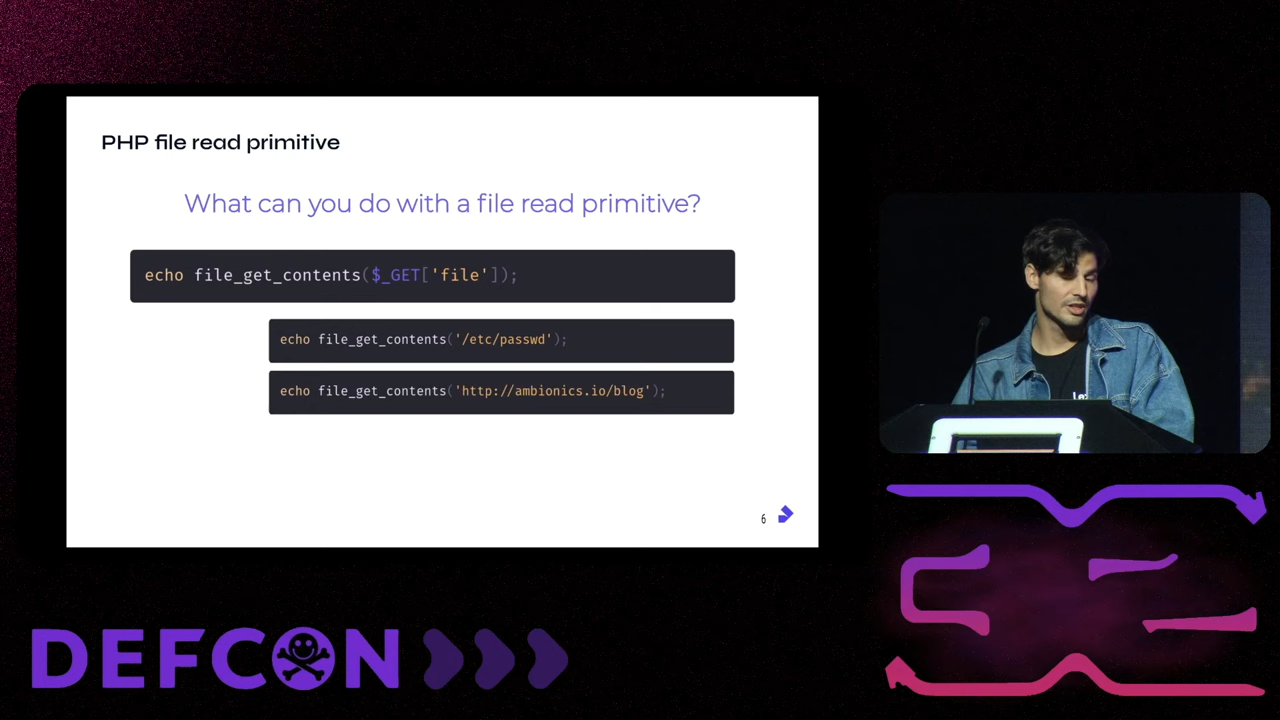 PHP file read primitive
What can you do with a file read primitive?
echo file_get_contents($_GET['file']);
echo file_get_contents('/etc/passwd');
echo file_get_contents('http://ambionics.io/blog');
6
DEFCON